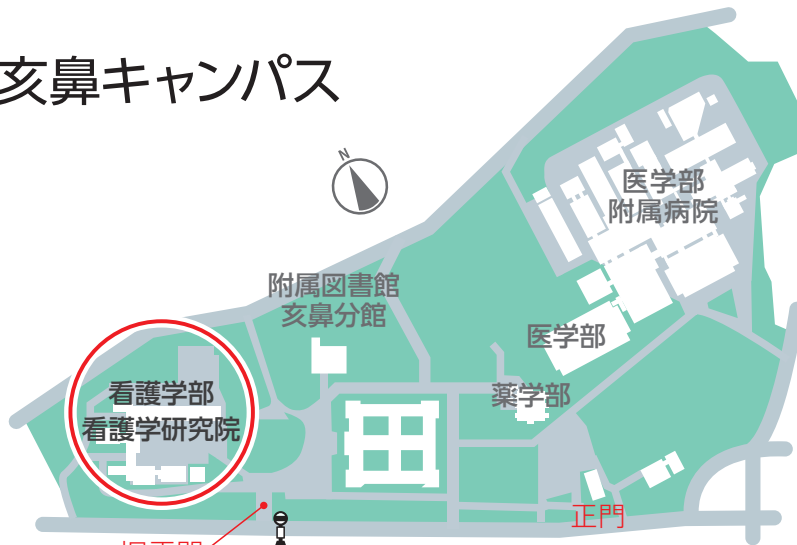 亥鼻キャンパス
N
医学部
附属病院
附属図書館
亥鼻分館
医学部
薬学部
看護学部
看護学研究院
正門